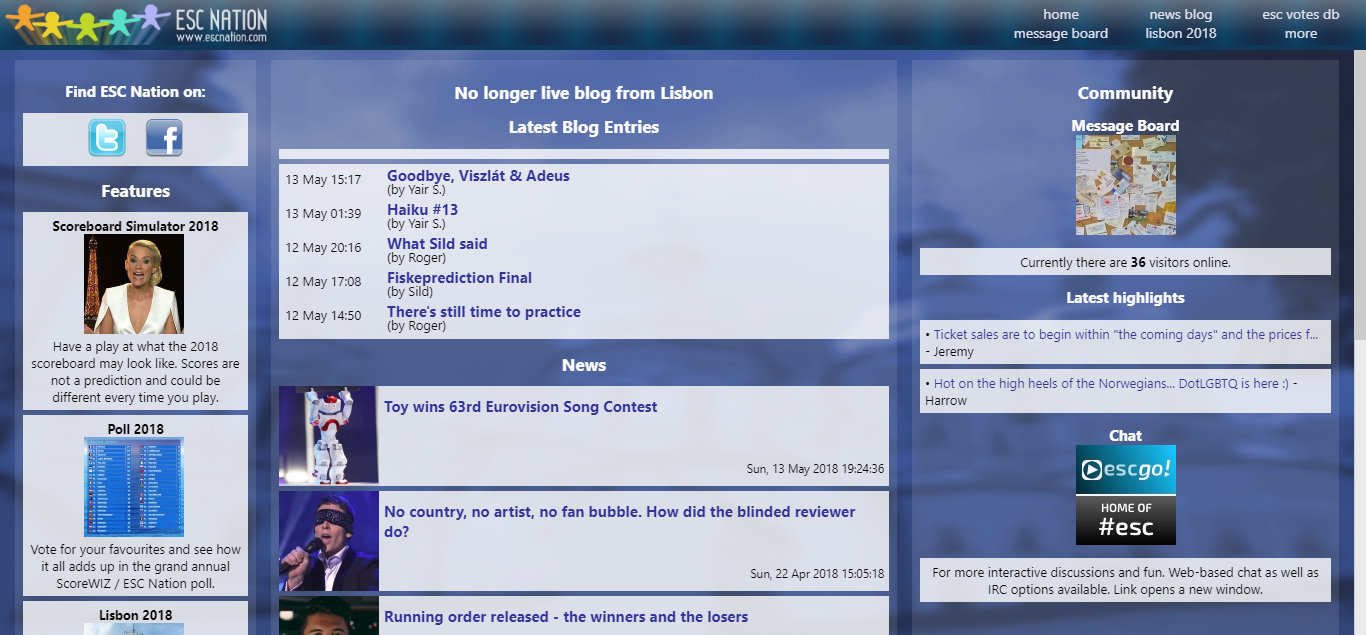 ESC NATION
www.escnation.com
home
message board
news blog
lisbon 2018
esc votes db
more
Find ESC Nation on:
Features
Scoreboard Simulator 2018
Have a play at what the 2018
scoreboard may look like. Scores are
not a prediction and could be
different every time you play.
Poll 2018
Vote for your favourites and see how
it all adds up in the grand annual
ScoreWIZ / ESC Nation poll.
Lisbon 2018
No longer live blog from Lisbon
Latest Blog Entries
13 May 15:17 Goodbye, Viszlát & Adeus
(by Yair S.)
13 May 01:39 Haiku #13
(by Yair S.)
12 May 20:16 What Sild said
(by Roger)
12 May 17:08 Fiskeprediction Final
(by Sild)
12 May 14:50 There's still time to practice
(by Roger)
News
Toy wins 63rd Eurovision Song Contest
Sun, 13 May 2018 19:24:36
No country, no artist, no fan bubble. How did the blinded reviewer
do?
Sun, 22 Apr 2018 15:05:18
Running order released - the winners and the losers
Community
Message Board
Currently there are 36 visitors online.
Latest highlights
• Ticket sales are to begin within "the coming days" and the prices f...
- Jeremy
• Hot on the high heels of the Norwegians... DotLGBTQ is here :) -
Harrow
Chat
escgo!
HOME OF
#esc
For more interactive discussions and fun. Web-based chat as well as
IRC options available. Link opens a new window.